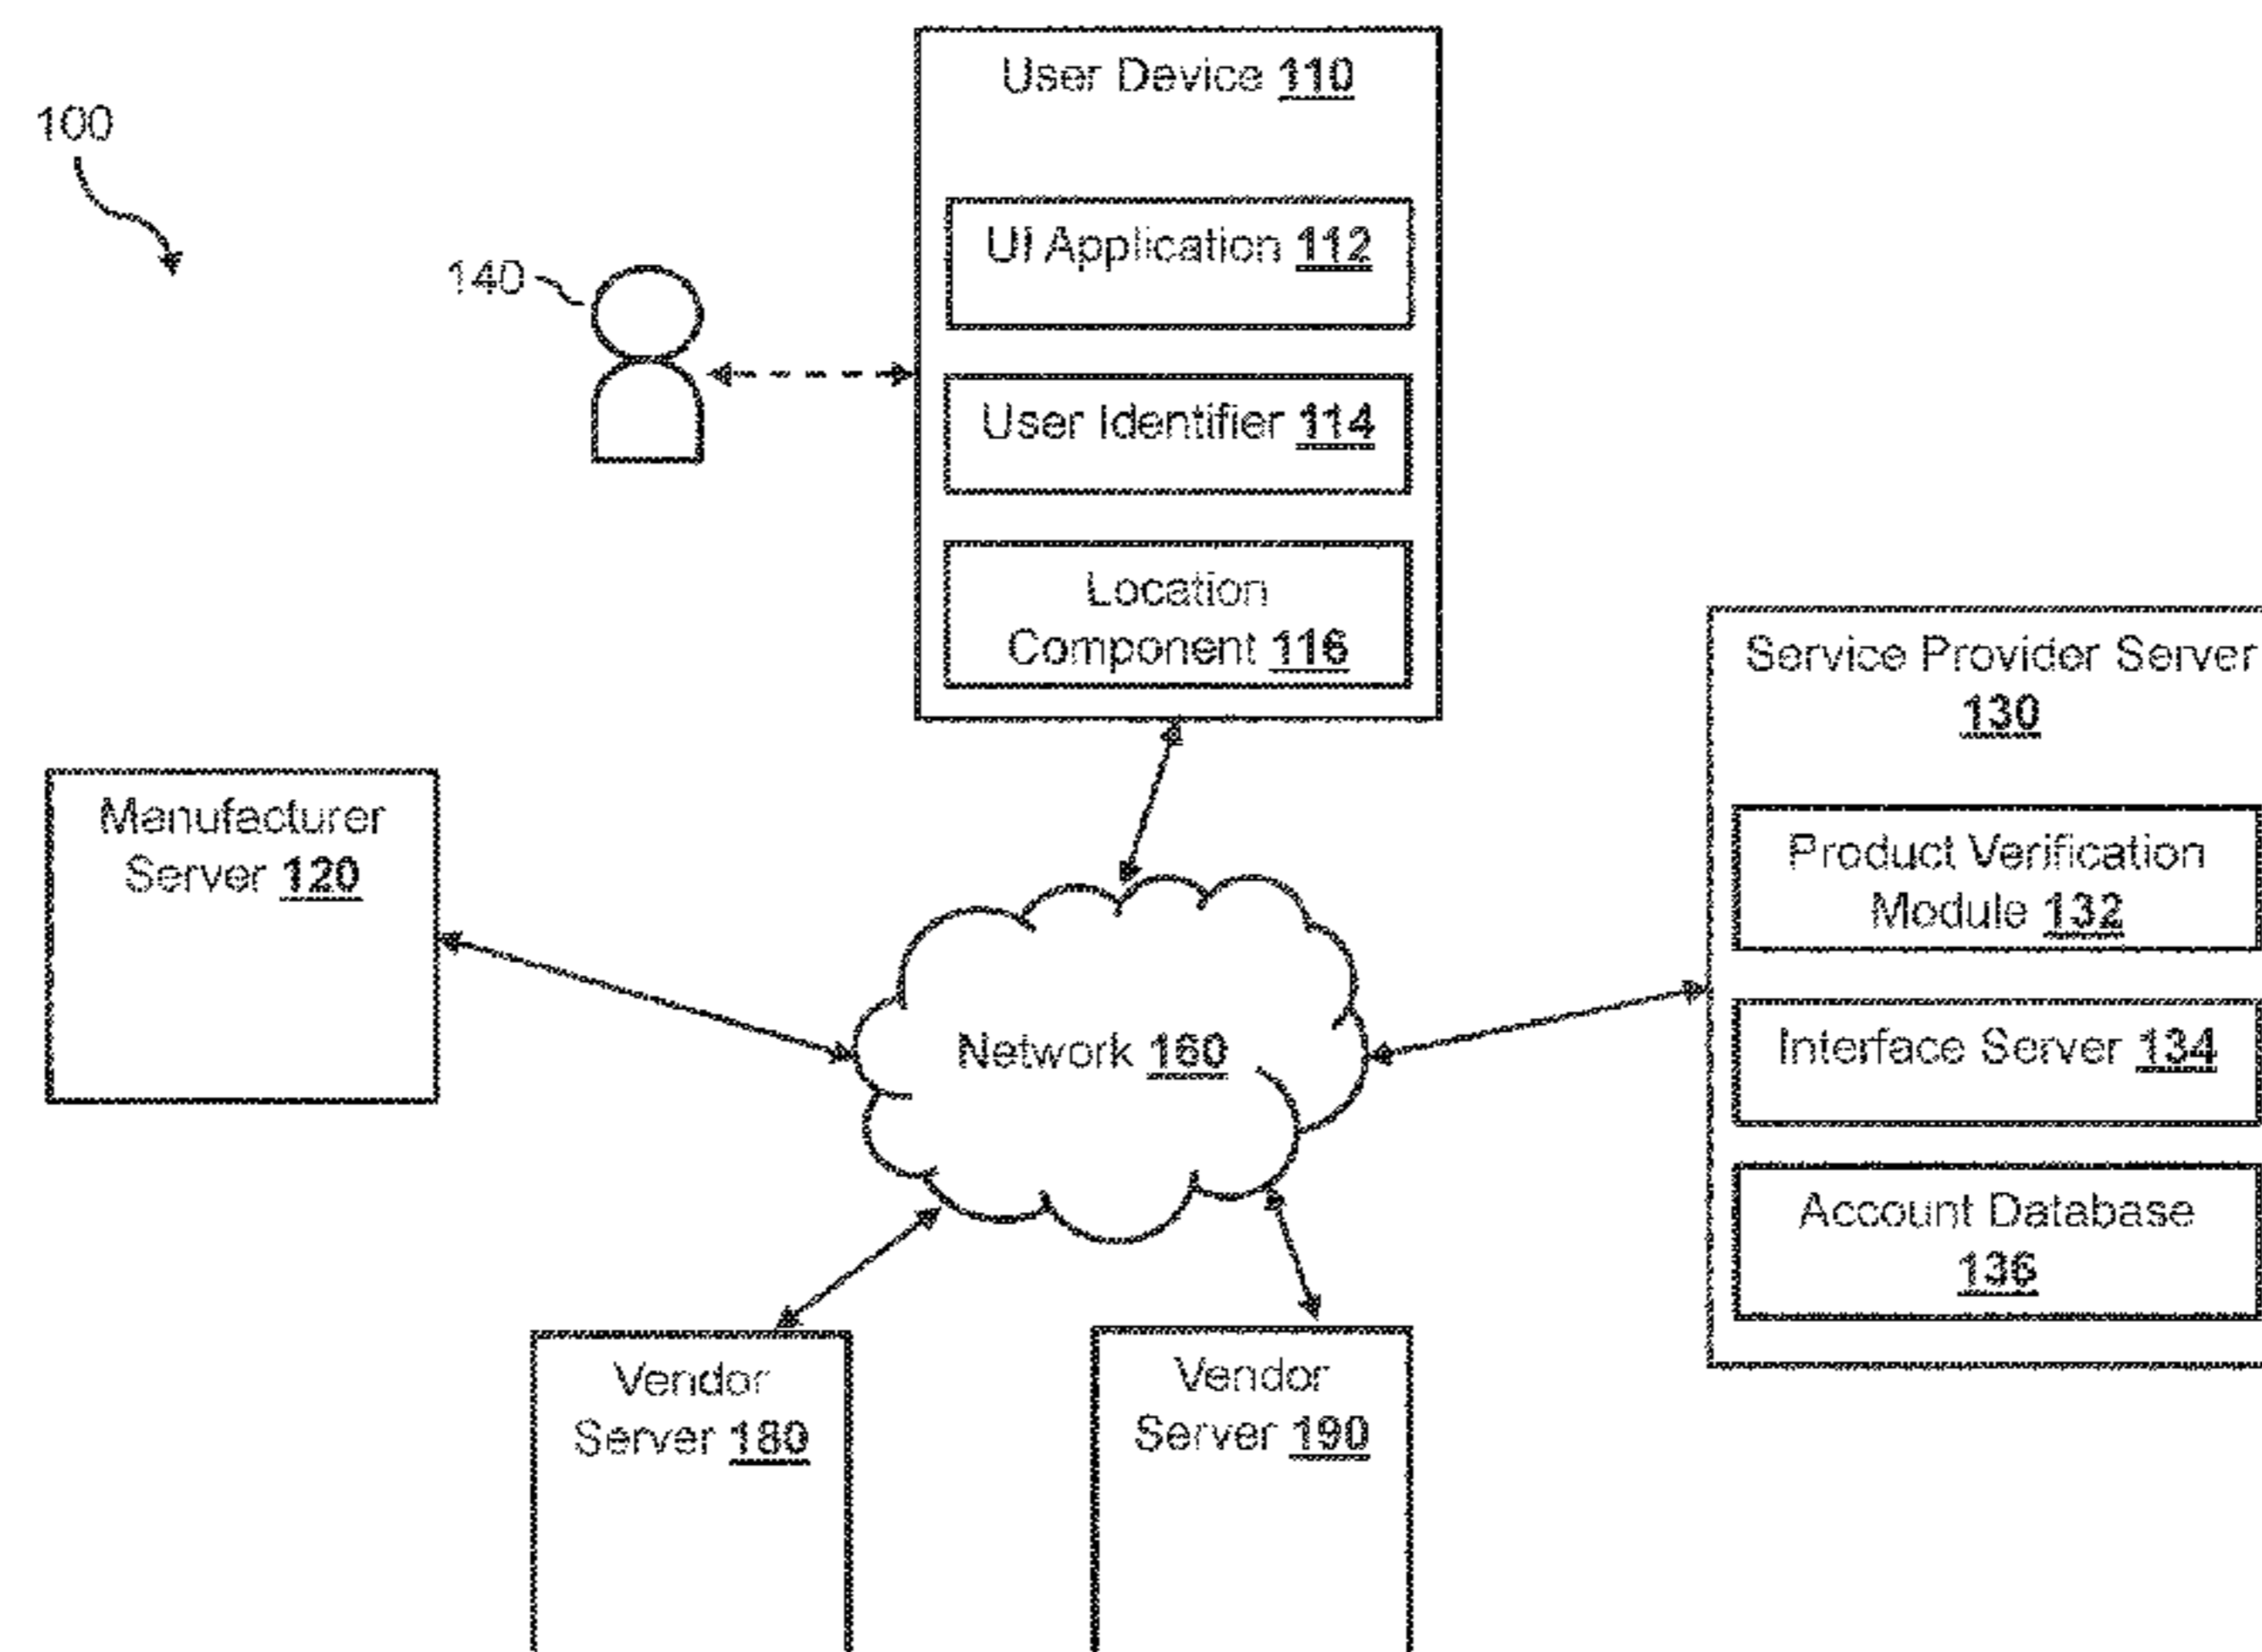 100
140
User Device 110
UI Application 112
User Identifier 114
Location
Component 116
Manufacturer
Server 120
Network 160
Service Provider Server
130
Product Verification
Module 132
Interface Server 134
Account Database
136
Vendor
Server 180
Vendor
Server 190